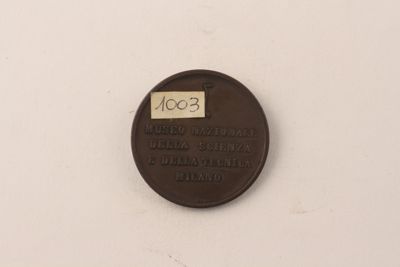 1003
MUSEO NAZIONALE
DELLA SCIENZA
E DELLA TECNICA
MILANO